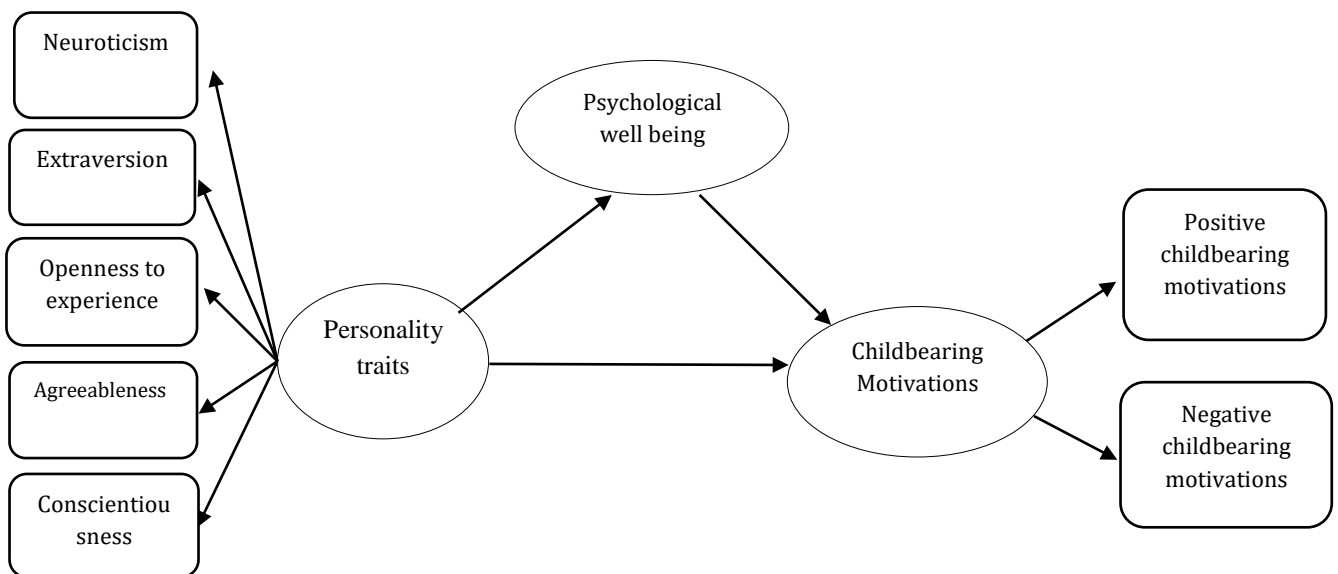 Neuroticism
Extraversion
Openness to
experience
Agreeableness
Conscientiou
sness
Personality
traits
Psychological
well being
Childbearing
Motivations
Positive
childbearing
motivations
Negative
childbearing
motivations